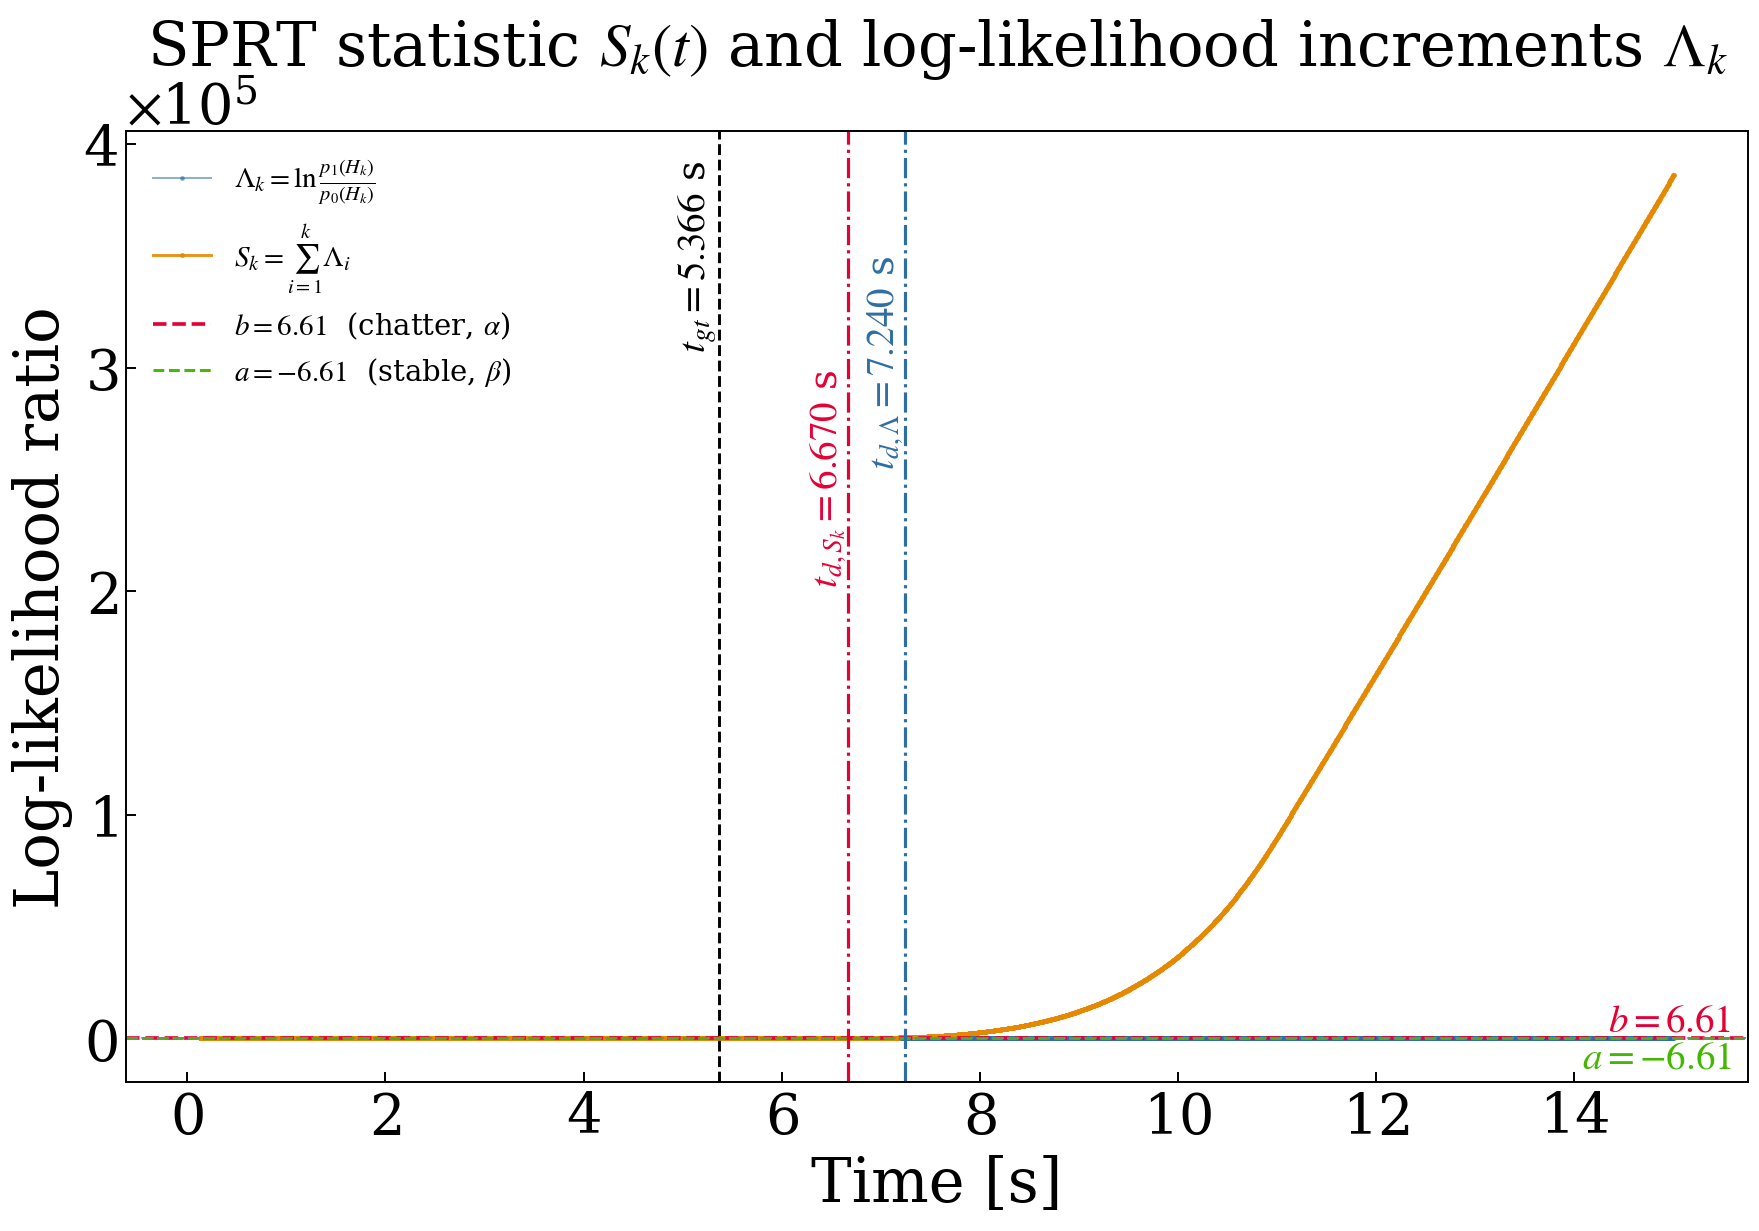 SPRT statistic S_k(t) and log-likelihood increments Λ_k
×10^5
4
3
2
1
0
Log-likelihood ratio
Λ_k = ln p_1(H_k)/p_0(H_k)
S_k = ∑_{i=1}^{k} Λ_i
b = 6.61 (chatter, α)
a = −6.61 (stable, β)
t_{gt} = 5.366 s
t_{d,S_k} = 6.670 s
t_{d,Λ} = 7.240 s
b = 6.61
a = −6.61
0 2 4 6 8 10 12 14
Time [s]